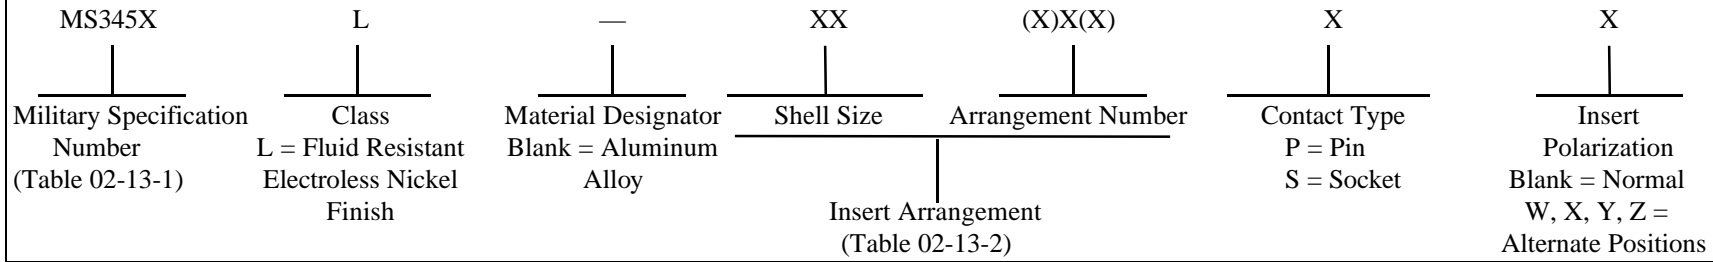 MS345X L — XX (X)X(X) X X
Military Specification Number (Table 02-13-1)
Class
L = Fluid Resistant
Electroless Nickel
Finish
Material Designator
Blank = Aluminum
Alloy
Shell Size
Arrangement Number
Insert Arrangement
(Table 02-13-2)
Contact Type
P = Pin
S = Socket
Insert
Polarization
Blank = Normal
W, X, Y, Z =
Alternate Positions